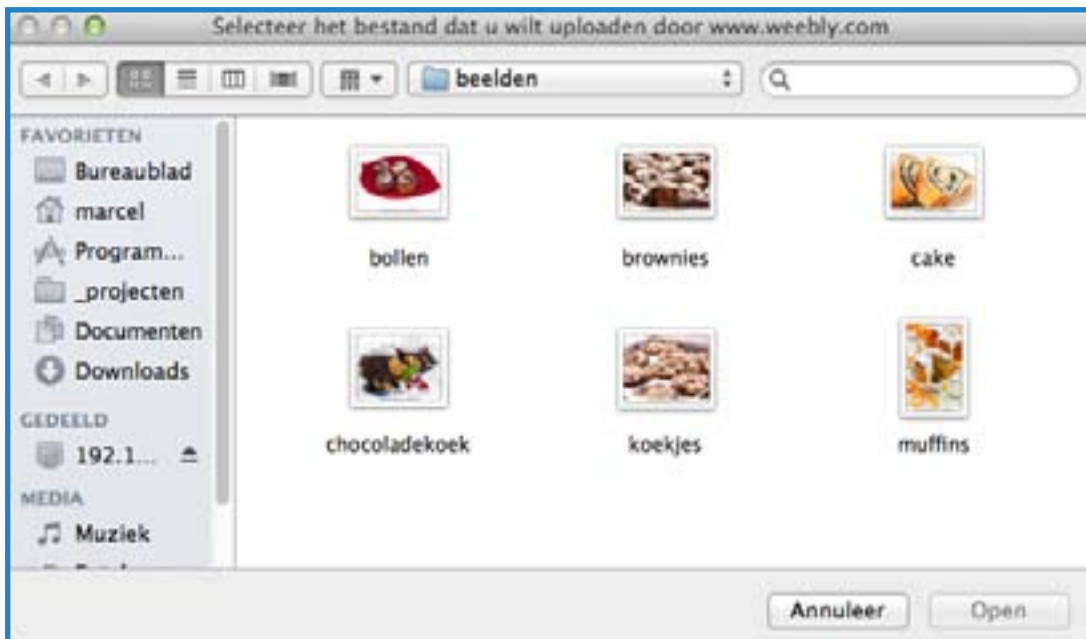 Selecteer het bestand dat u wilt uploaden door www.weebly.com
beelden
FAVORIETEN
Bureaublad
marcel
Program...
_projecten
Documenten
Downloads
GEDEELD
192.1...
MEDIA
Muziek
bollen
brownies
cake
chocoladekoek
koekjes
muffins
Annuleer
Open